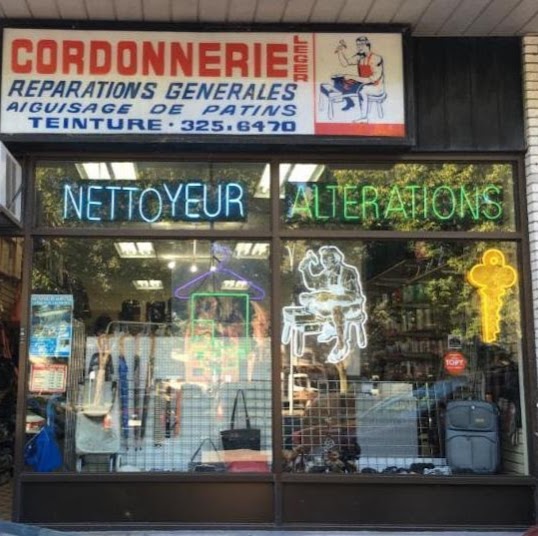 CORDONNERIE LEGER
REPARATIONS GENERALES
AIGUISAGE DE PATINS
TEINTURE · 325.6470
NETTOYEUR ALTERATIONS